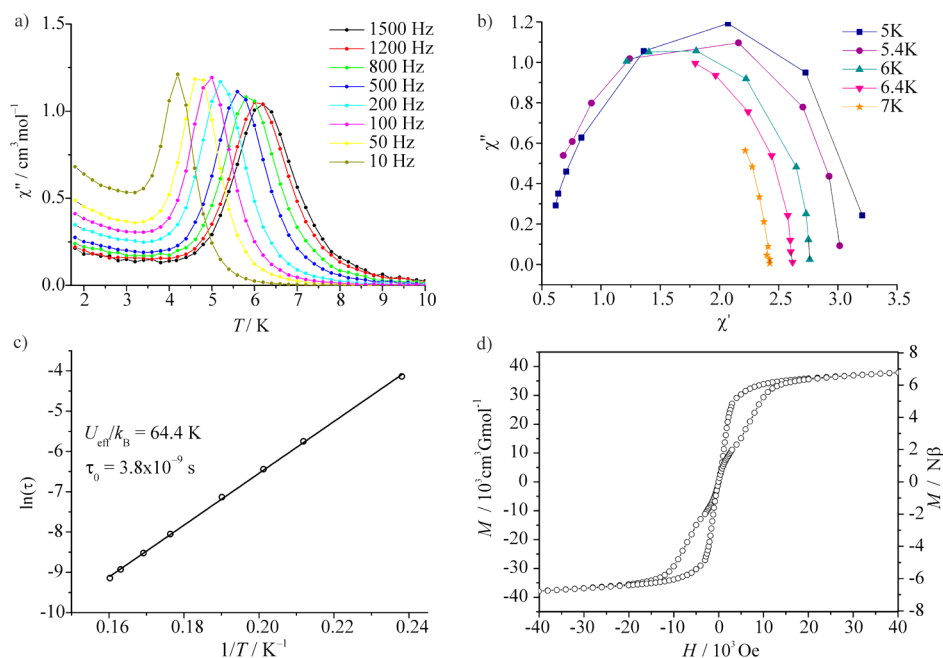 a)
χ'' / cm³mol⁻¹
1.5
1.0
0.5
0.0
2 3 4 5 6 7 8 9 10
T / K
1500 Hz
1200 Hz
800 Hz
500 Hz
200 Hz
100 Hz
50 Hz
10 Hz
b)
χ''
1.2
1.0
0.8
0.6
0.4
0.2
0.0
0.5 1.0 1.5 2.0 2.5 3.0 3.5
χ'
5K
5.4K
6K
6.4K
7K
c)
ln(τ)
-4
-5
-6
-7
-8
-9
-10
0.16 0.18 0.20 0.22 0.24
1/T / K⁻¹
U_eff/k_B = 64.4 K
τ₀ = 3.8x10⁻⁹ s
d)
M / 10³cm³Gmol⁻¹
40
30
20
10
0
-10
-20
-30
-40
-40 -30 -20 -10 0 10 20 30 40
H / 10³Oe
8
6
4
2
0
-2
-4
-6
-8
M / Nβ